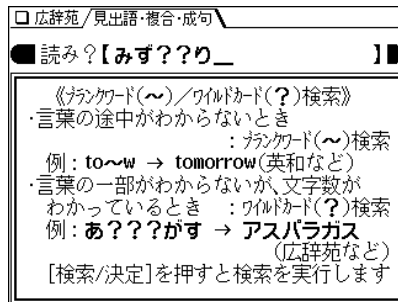 広辞苑/見出語・複合・成句
読み?【みず??り_ 】
《ブランクワード(〜)/ワイルドカード(?)検索》
・言葉の途中がわからないとき
:ブランクワード(〜)検索
例:to〜w → tomorrow(英和など)
・言葉の一部がわからないが、文字数が
わかっているとき :ワイルドカード(?)検索
例:あ???がす → アスパラガス
(広辞苑など)
[検索/決定]を押すと検索を実行します